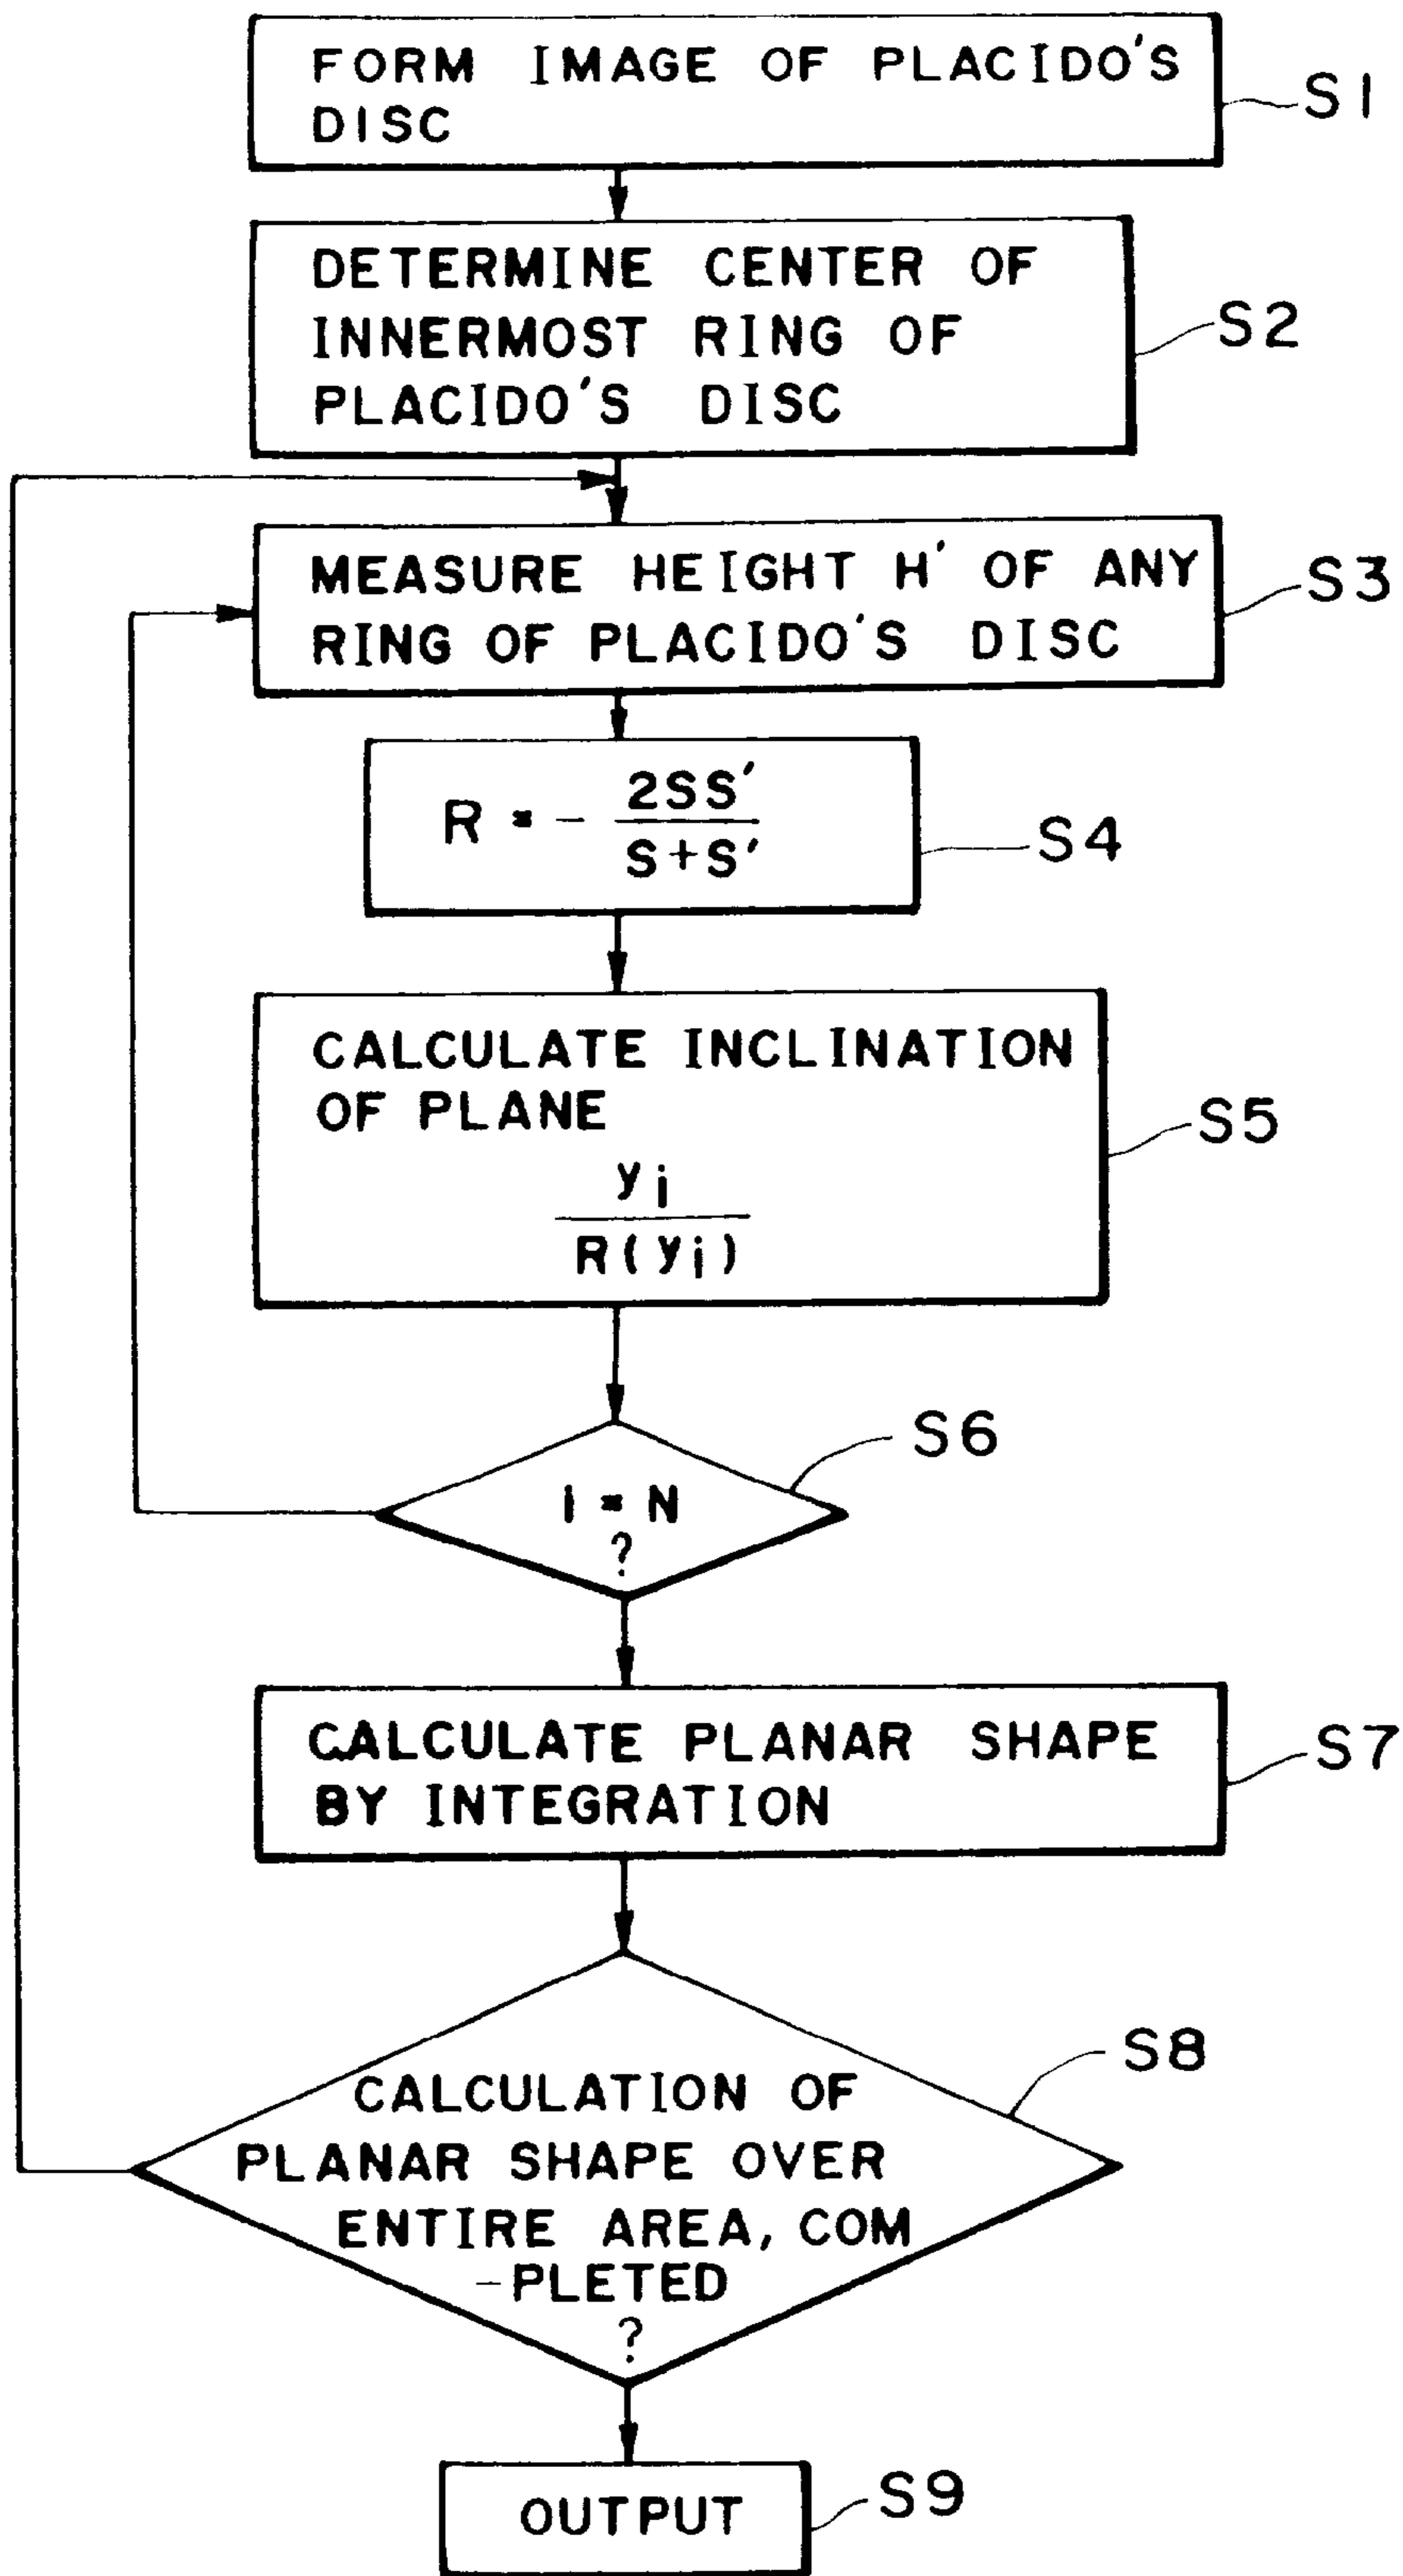 FORM IMAGE OF PLACIDO'S
DISC
S1
DETERMINE CENTER OF
INNERMOST RING OF
PLACIDO'S DISC
S2
MEASURE HEIGHT H' OF ANY
RING OF PLACIDO'S DISC
S3
R = - 2SS' / S+S'
S4
CALCULATE INCLINATION
OF PLANE
yi
R(yi)
S5
i = N
?
S6
CALCULATE PLANAR SHAPE
BY INTEGRATION
S7
CALCULATION OF
PLANAR SHAPE OVER
ENTIRE AREA, COM
-PLETED
?
S8
OUTPUT
S9